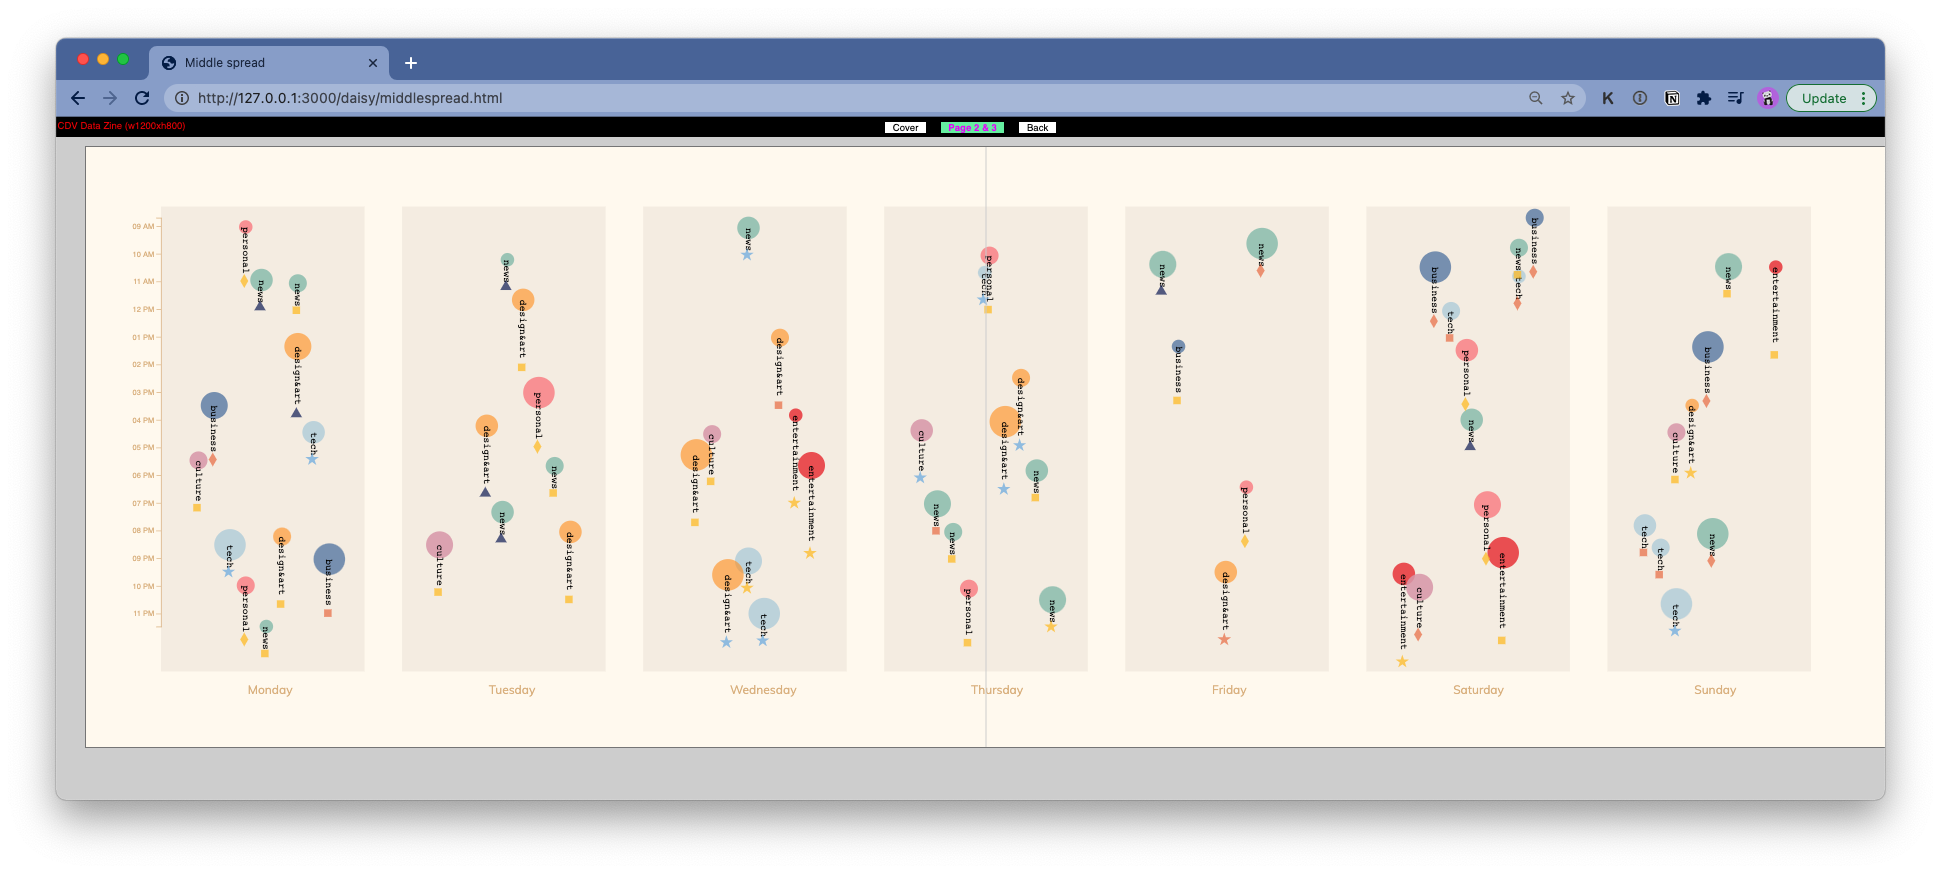 Middle spread
http://127.0.0.1:3000/daisy/middlespread.html
Update
CDV Data Zine (w1200xh800)
Cover
Page 2 & 3
Back
09 AM
10 AM
11 AM
12 PM
01 PM
02 PM
03 PM
04 PM
05 PM
06 PM
07 PM
08 PM
09 PM
10 PM
11 PM
personal
news
news
design&art
business
tech
culture
tech
design&art
business
personal
news
Monday
news
design&art
personal
design&art
news
news
design&art
culture
Tuesday
news
design&art
entertainment
culture
design&art
entertainment
tech
design&art
tech
Wednesday
personal
tech
design&art
design&art
culture
news
news
news
personal
news
Thursday
news
news
business
personal
design&art
Friday
business
news
business
tech
tech
personal
news
personal
entertainment
entertainment
culture
Saturday
news
entertainment
business
design&art
culture
tech
news
tech
tech
Sunday